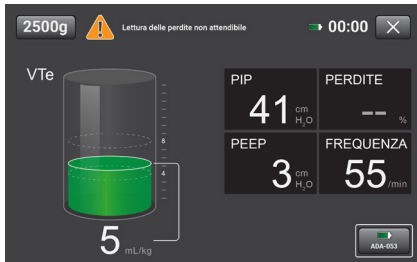 2500g
Lettura delle perdite non attendibile
00:00
VTe
8
4
5 mL/kg
PIP
41 cm H₂O
PERDITE
-- %
PEEP
3 cm H₂O
FREQUENZA
55 /min
ADA-053